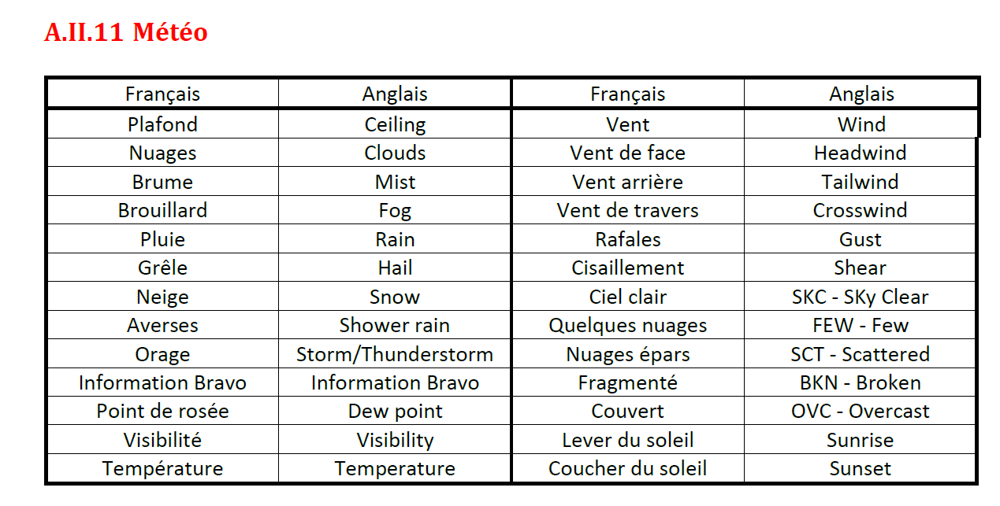 A.II.11 Météo
Français Anglais Français Anglais
Plafond Ceiling Vent Wind
Nuages Clouds Vent de face Headwind
Brume Mist Vent arrière Tailwind
Brouillard Fog Vent de travers Crosswind
Pluie Rain Rafales Gust
Grêle Hail Cisaillement Shear
Neige Snow Ciel clair SKC - SKy Clear
Averses Shower rain Quelques nuages FEW - Few
Orage Storm/Thunderstorm Nuages épars SCT - Scattered
Information Bravo Information Bravo Fragmenté BKN - Broken
Point de rosée Dew point Couvert OVC - Overcast
Visibilité Visibility Lever du soleil Sunrise
Température Temperature Coucher du soleil Sunset